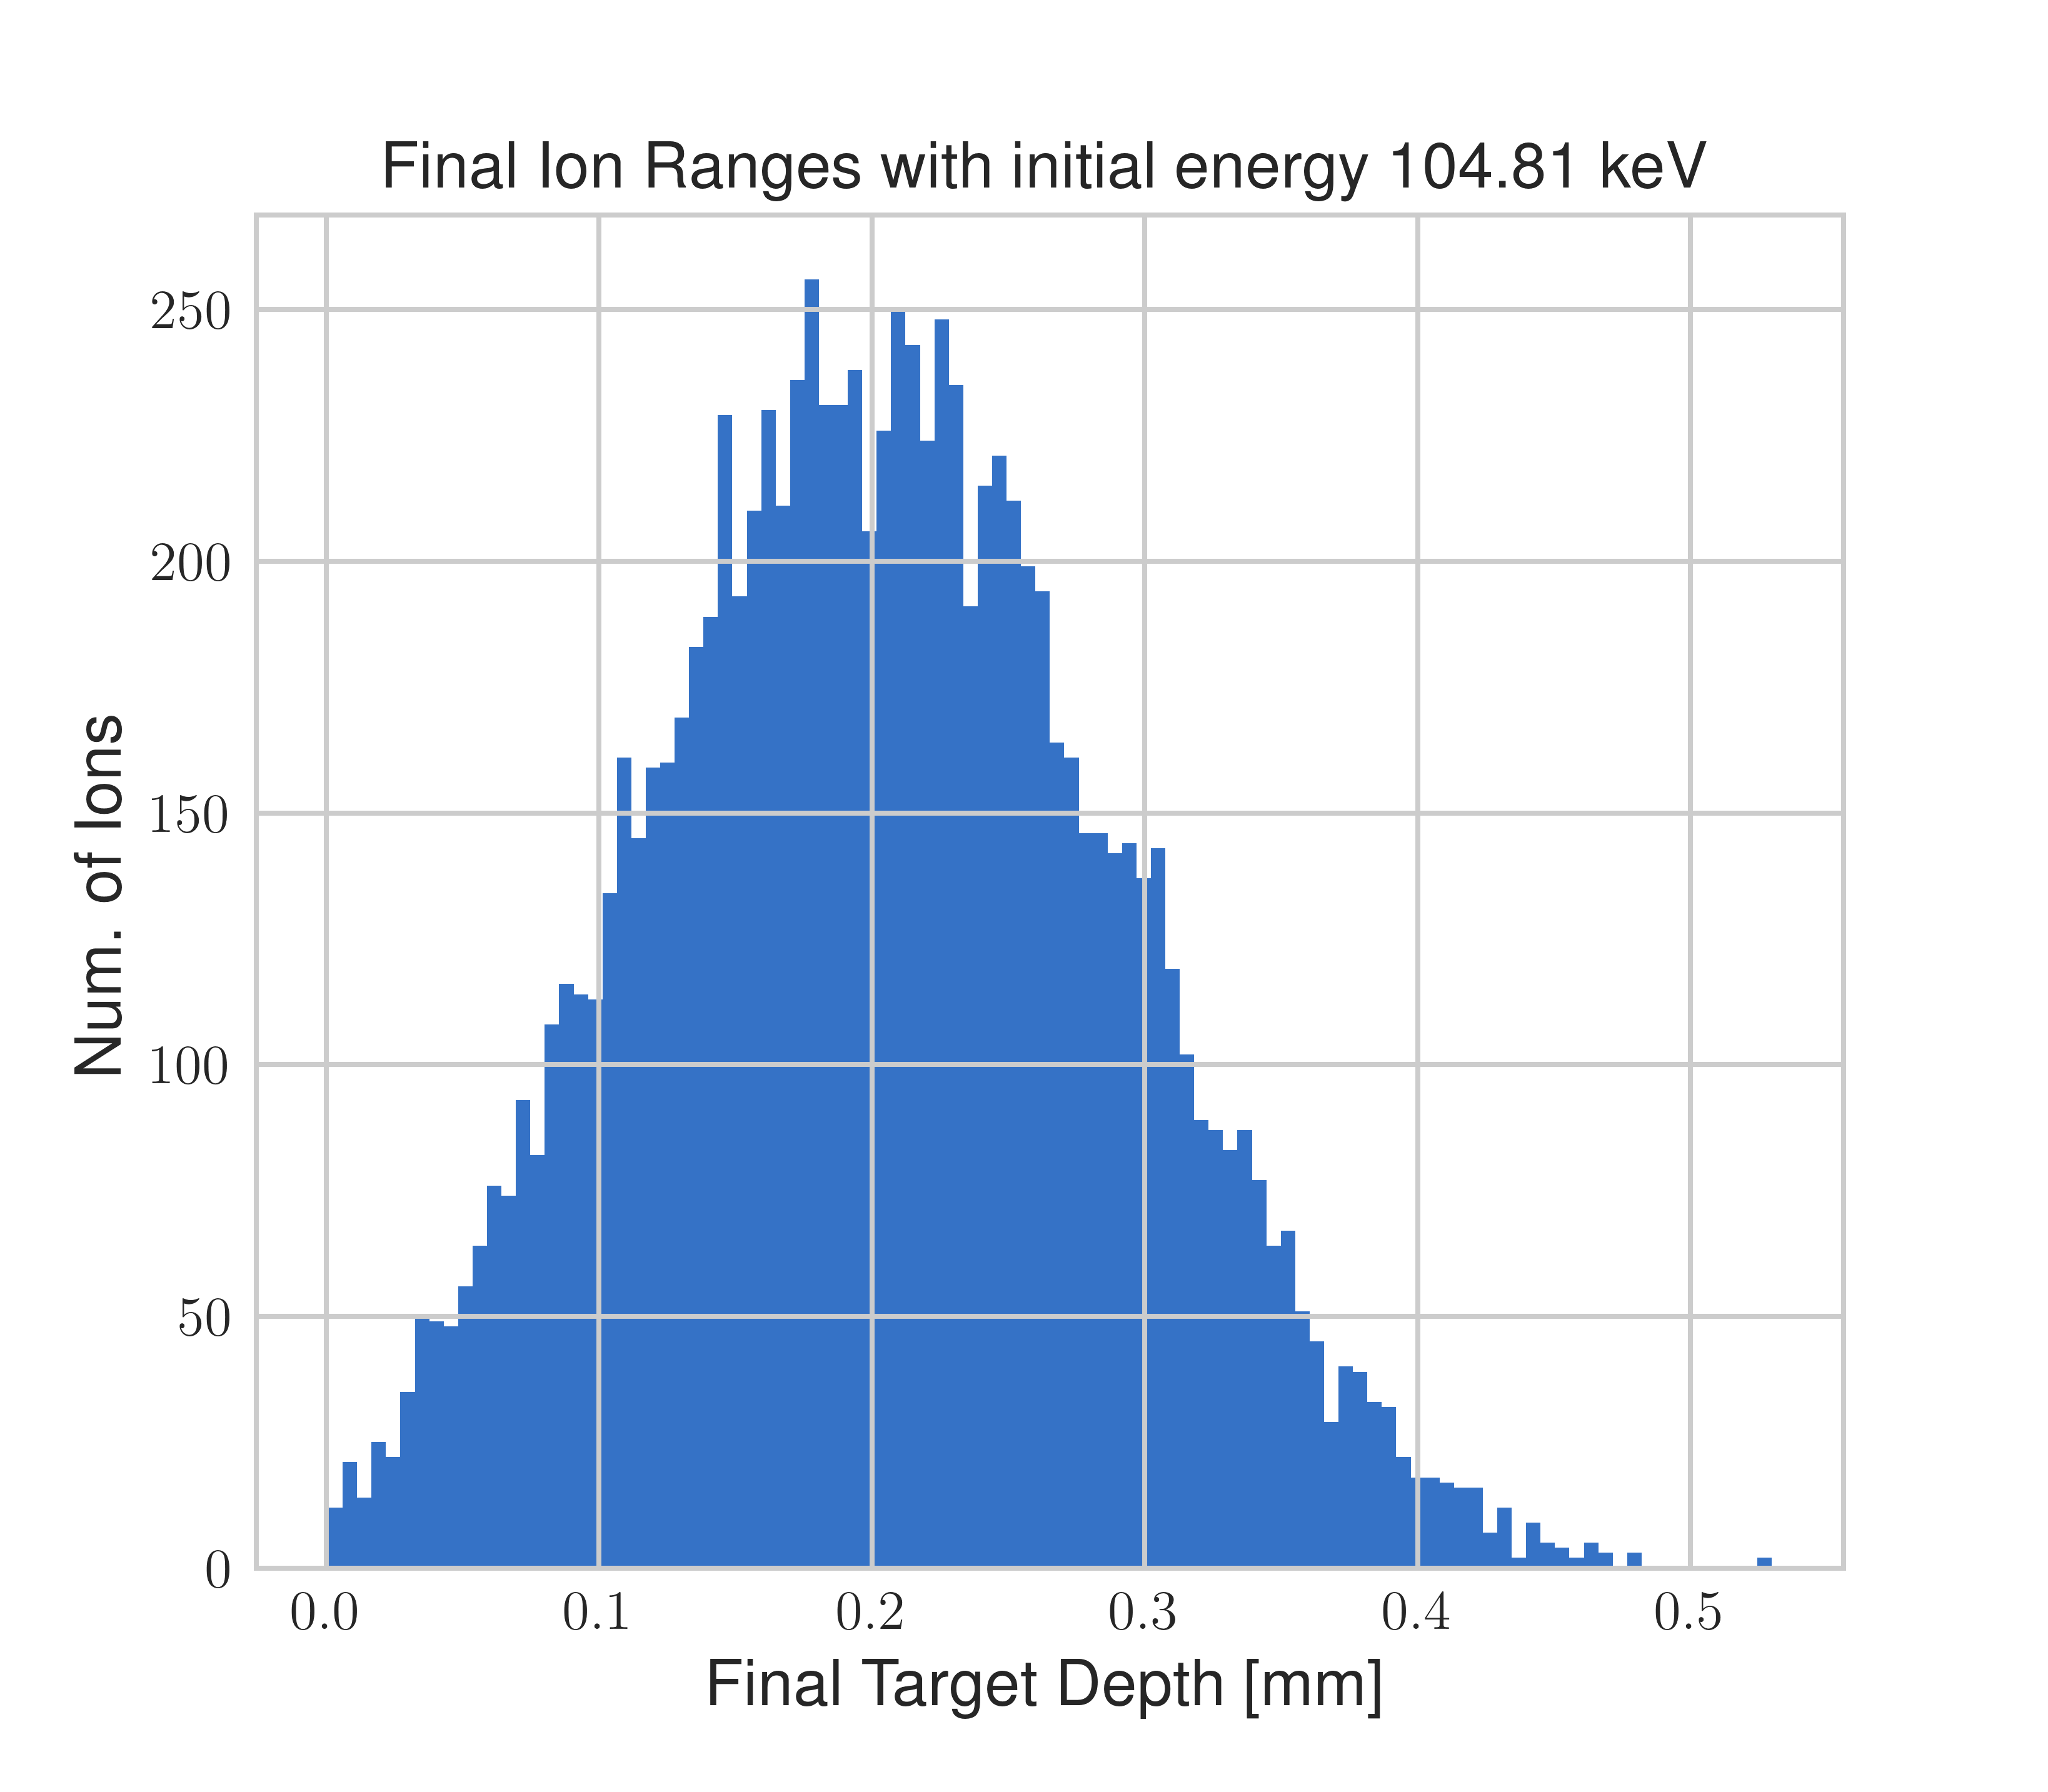 Final Ion Ranges with initial energy 104.81 keV
Num. of Ions
250
200
150
100
50
0
0.0 0.1 0.2 0.3 0.4 0.5
Final Target Depth [mm]